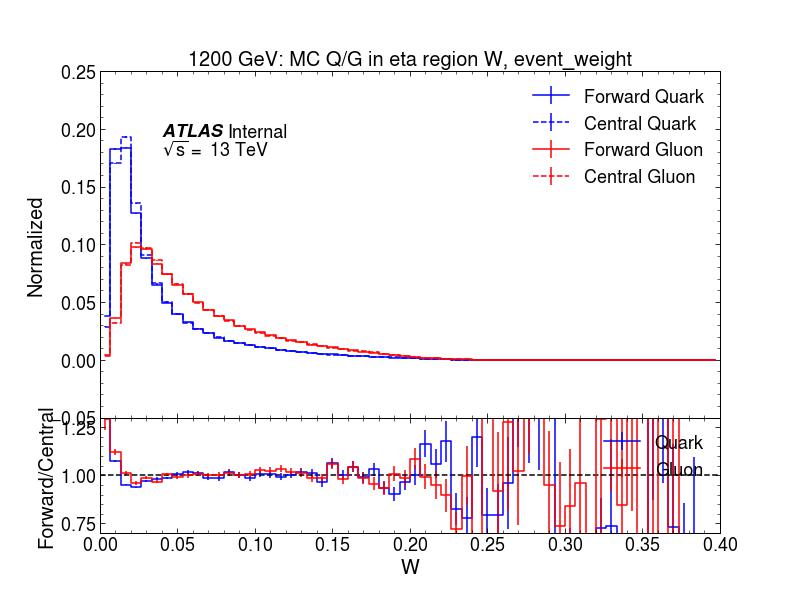 1200 GeV: MC Q/G in eta region W, event_weight
0.25
0.20
0.15
0.10
0.05
0.00
0.05
Normalized
ATLAS Internal
√s = 13 TeV
Forward Quark
Central Quark
Forward Gluon
Central Gluon
1.25
1.00
0.75
Forward/Central
Quark
Gluon
0.00 0.05 0.10 0.15 0.20 0.25 0.30 0.35 0.40
W